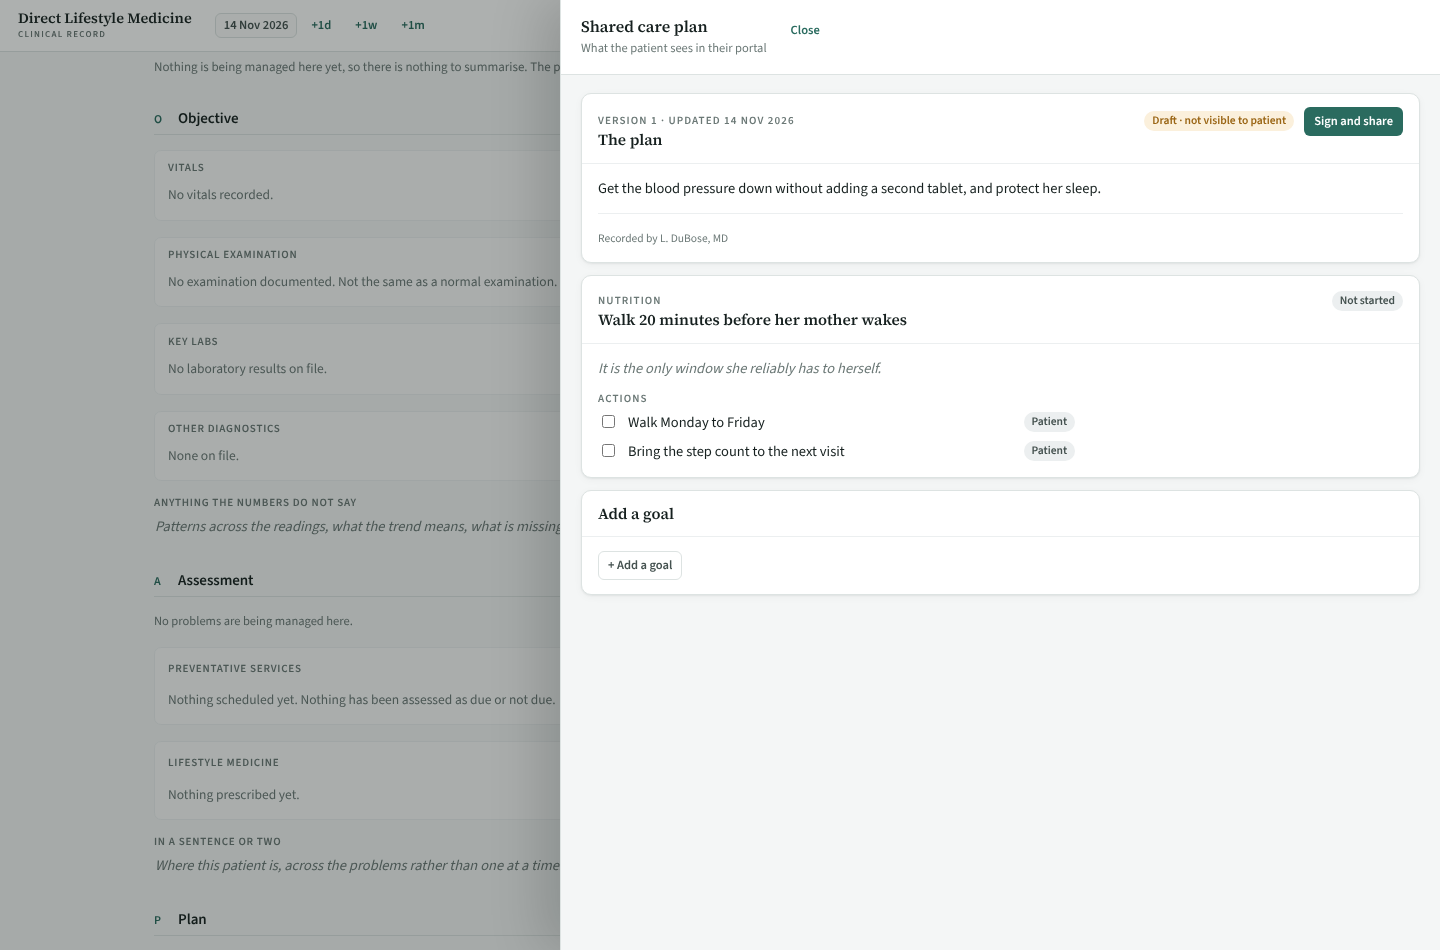 Direct Lifestyle Medicine
CLINICAL RECORD
14 Nov 2026
+1d
+1w
+1m
Nothing is being managed here yet, so there is nothing to summarise. The p
O Objective
VITALS
No vitals recorded.
PHYSICAL EXAMINATION
No examination documented. Not the same as a normal examination.
KEY LABS
No laboratory results on file.
OTHER DIAGNOSTICS
None on file.
ANYTHING THE NUMBERS DO NOT SAY
Patterns across the readings, what the trend means, what is missing
A Assessment
No problems are being managed here.
PREVENTATIVE SERVICES
Nothing scheduled yet. Nothing has been assessed as due or not due.
LIFESTYLE MEDICINE
Nothing prescribed yet.
IN A SENTENCE OR TWO
Where this patient is, across the problems rather than one at a time
P Plan
Shared care plan
Close
What the patient sees in their portal
VERSION 1 · UPDATED 14 NOV 2026
Draft · not visible to patient
Sign and share
The plan
Get the blood pressure down without adding a second tablet, and protect her sleep.
Recorded by L. DuBose, MD
NUTRITION
Not started
Walk 20 minutes before her mother wakes
It is the only window she reliably has to herself.
ACTIONS
Walk Monday to Friday
Patient
Bring the step count to the next visit
Patient
Add a goal
+ Add a goal